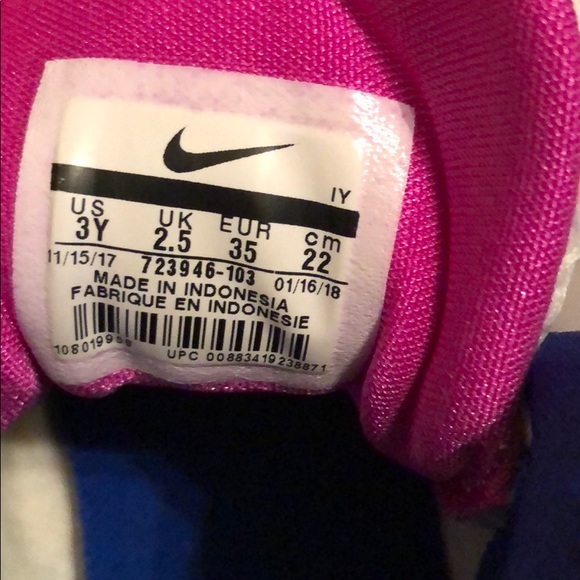 IY
US UK EUR cm
3Y 2.5 35 22
11/15/17 723946-103 01/16/18
MADE IN INDONESIA
FABRIQUE EN INDONESIE
UPC 00883419238871